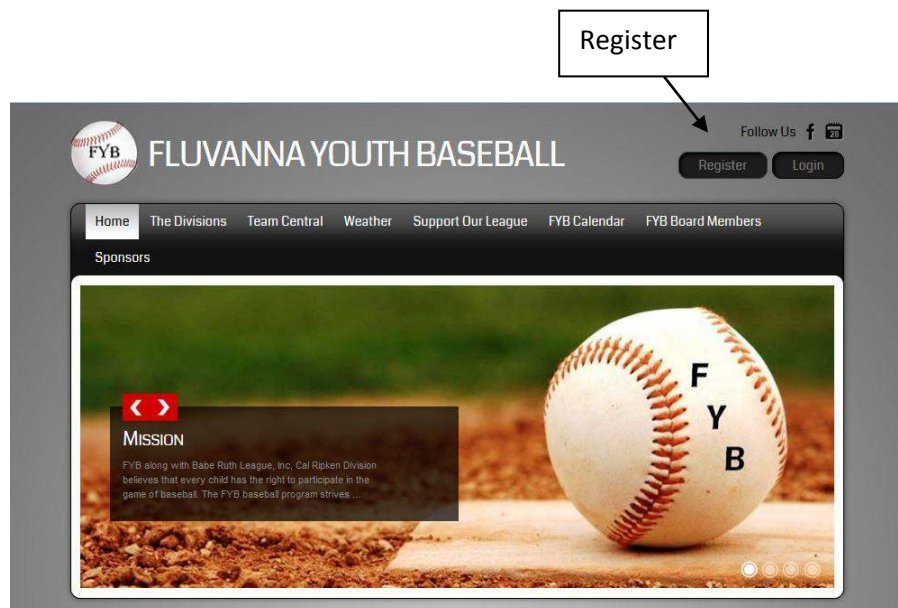 Register
Follow Us
20
FYB
FLUVANNA YOUTH BASEBALL
Register Login
Home The Divisions Team Central Weather Support Our League FYB Calendar FYB Board Members
Sponsors
F
Y
B
MISSION
FYB along with Babe Ruth League, Inc, Cal Ripken Division
believes that every child has the right to participate in the
game of baseball. The FYB baseball program strives ...